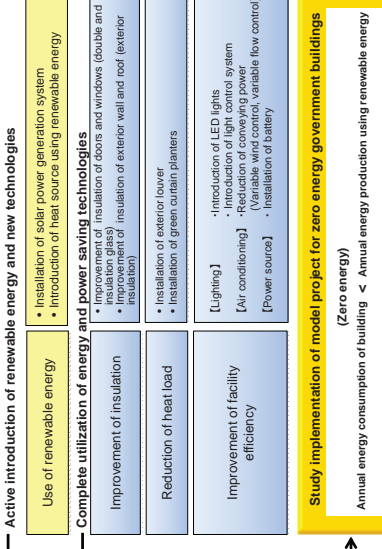 Active introduction of renewable energy and new technologies
Use of renewable energy
• Installation of solar power generation system
• Introduction of heat source using renewable energy
Complete utilization of energy and power saving technologies
Improvement of insulation
• Improvement of insulation of doors and windows (double and
insulation glass)
• Improvement of insulation of exterior wall and roof (exterior
insulation)
Reduction of heat load
• Installation of exterior louver
• Installation of green curtain planters
Improvement of facility
efficiency
【Lighting】 ・Introduction of LED lights
・Introduction of light control system
【Air conditioning】 ・Reduction of conveying power
(Variable wind control, variable flow control)
【Power source】 ・Installation of battery
Study implementation of model project for zero energy government buildings
(Zero energy)
Annual energy consumption of building < Annual energy production using renewable energy